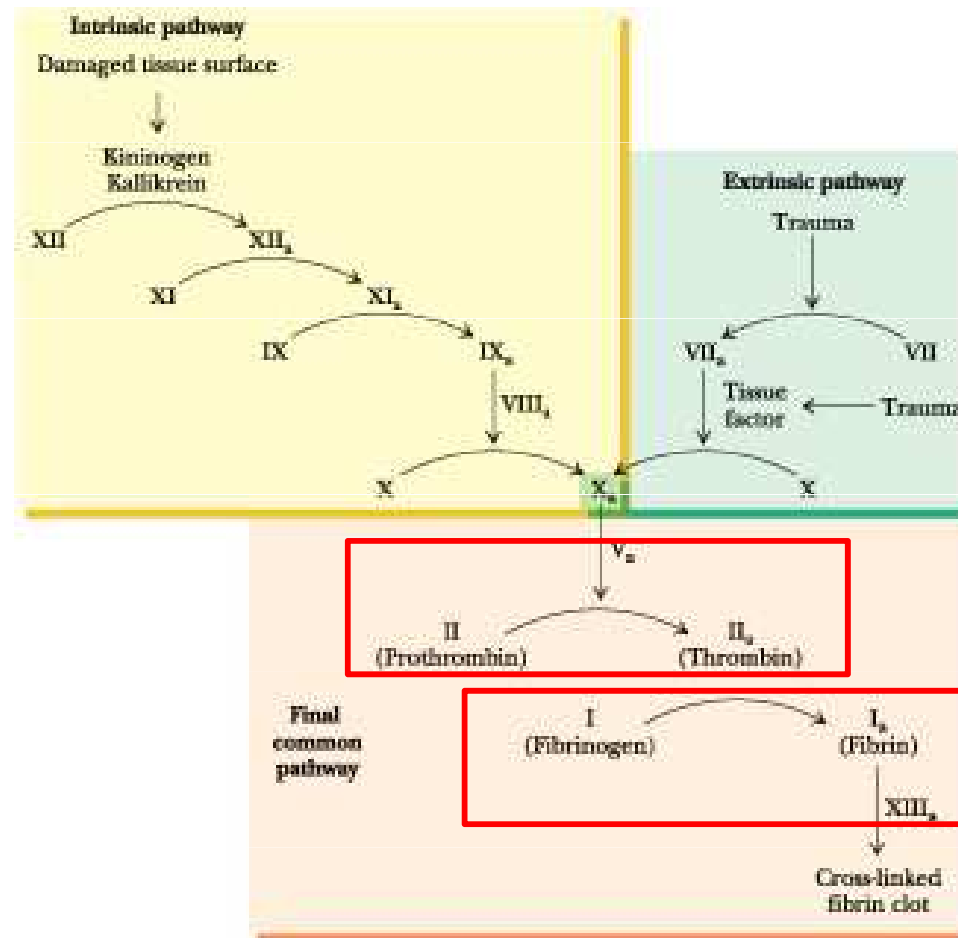 Intrinsic pathway
Damaged tissue surface
Kininogen
Kallikrein
XII
XIIa
XI
XIa
IX
IXa
VIIIa
X
Xa
Extrinsic pathway
Trauma
VIIa
VII
Tissue
factor
Trauma
X
Va
II
(Prothrombin)
IIa
(Thrombin)
Final
common
pathway
I
(Fibrinogen)
Ia
(Fibrin)
XIIIa
Cross-linked
fibrin clot